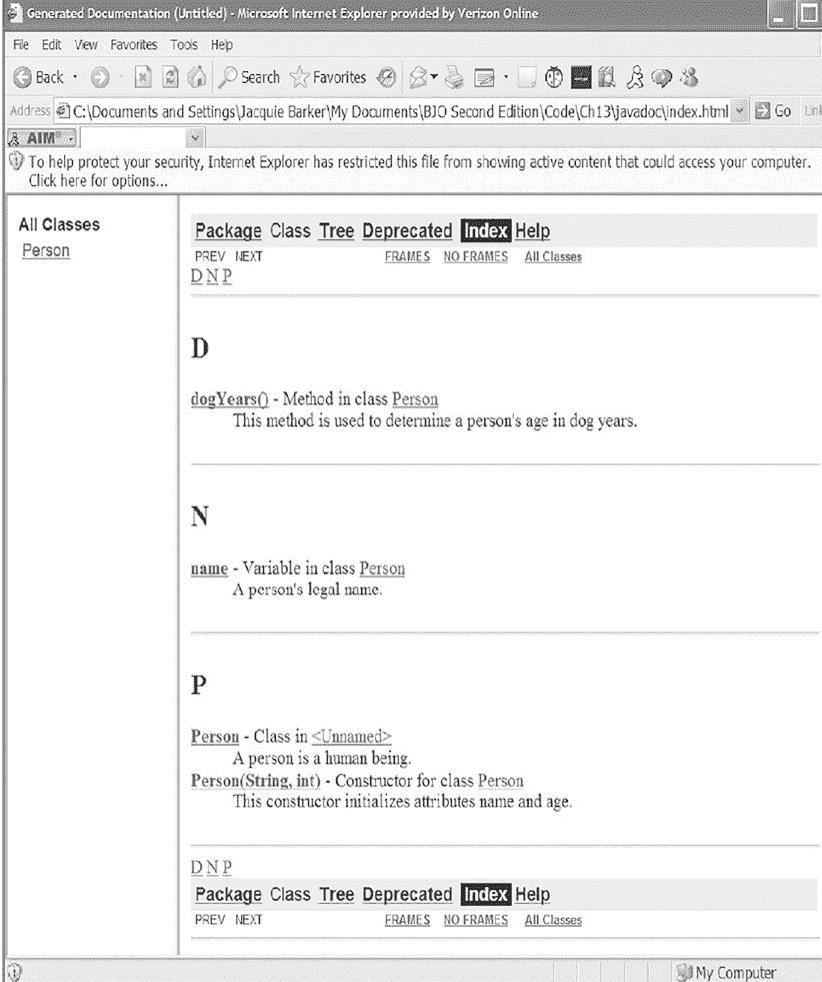 Generated Documentation (Untitled) - Microsoft Internet Explorer provided by Verizon Online
File Edit View Favorites Tools Help
Back Search Favorites
Address C:\Documents and Settings\Jacquie Barker\My Documents\BJO Second Edition\Code\Ch13\javadoc\index.html Go Link
AIM®
To help protect your security, Internet Explorer has restricted this file from showing active content that could access your computer.
Click here for options...
All Classes
Person
Package Class Tree Deprecated Index Help
PREV NEXT FRAMES NO FRAMES All Classes
D N P
D
dogYears() - Method in class Person
This method is used to determine a person's age in dog years.
N
name - Variable in class Person
A person's legal name.
P
Person - Class in <Unnamed>
A person is a human being.
Person(String, int) - Constructor for class Person
This constructor initializes attributes name and age.
D N P
Package Class Tree Deprecated Index Help
PREV NEXT FRAMES NO FRAMES All Classes
My Computer